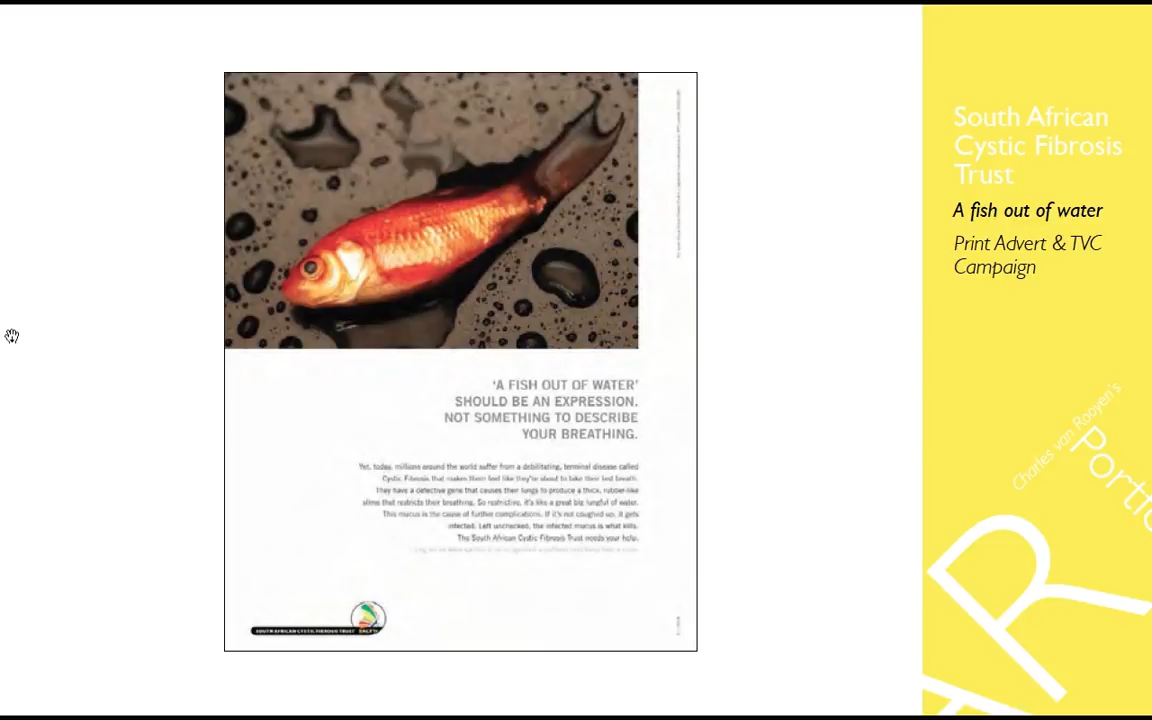 South African
Cystic Fibrosis
Trust
A fish out of water
Print Advert & TVC
Campaign
'A FISH OUT OF WATER'
SHOULD BE AN EXPRESSION.
NOT SOMETHING TO DESCRIBE
YOUR BREATHING.
Yet, today, millions around the world suffer from a debilitating, terminal disease called
Cystic Fibrosis that makes them feel like they're about to take their last breath.
They have a defective gene that causes their lungs to produce a thick, rubber-like
slime that restricts their breathing. So restrictive, it's like a great big lungful of water.
This mucus is the cause of further complications. If it's not coughed up, it gets
infected. Left unchecked, the infected mucus is what kills.
The South African Cystic Fibrosis Trust needs your help.
SOUTH AFRICAN CYSTIC FIBROSIS TRUST
Charles van Rooyen's
Portfo
R